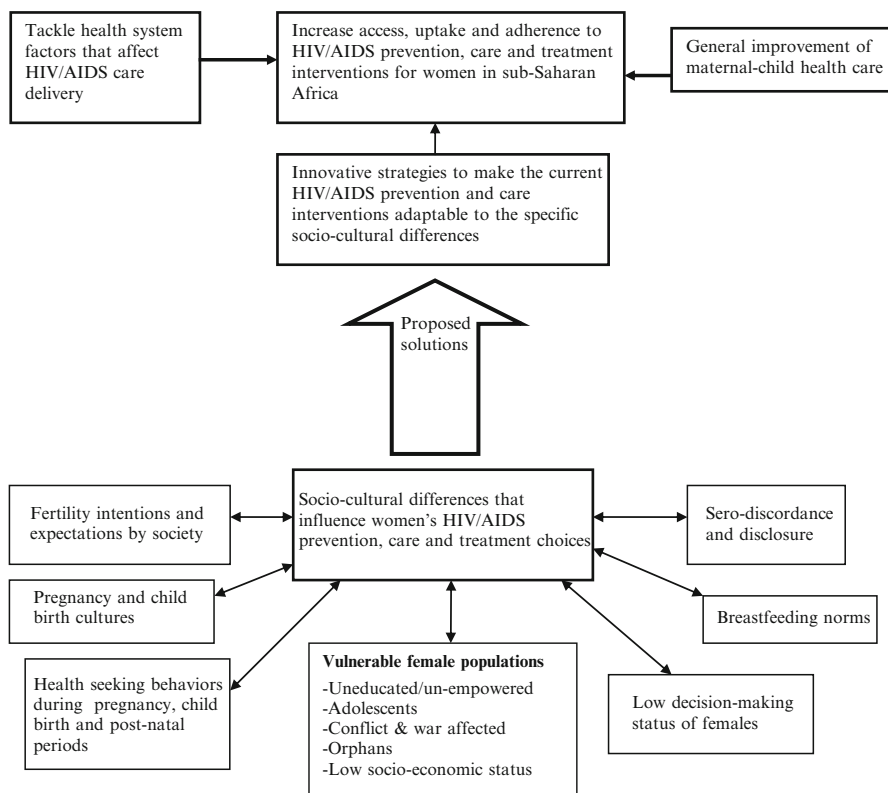 Tackle health system
factors that affect
HIV/AIDS care
delivery
Increase access, uptake and adherence to
HIV/AIDS prevention, care and treatment
interventions for women in sub-Saharan
Africa
General improvement of
maternal-child health care
Innovative strategies to make the current
HIV/AIDS prevention and care
interventions adaptable to the specific
socio-cultural differences
Proposed
solutions
Fertility intentions and
expectations by society
Socio-cultural differences that
influence women's HIV/AIDS
prevention, care and treatment choices
Sero-discordance
and disclosure
Pregnancy and child
birth cultures
Breastfeeding norms
Health seeking behaviors
during pregnancy, child
birth and post-natal
periods
Vulnerable female populations
-Uneducated/un-empowered
-Adolescents
-Conflict & war affected
-Orphans
-Low socio-economic status
Low decision-making
status of females